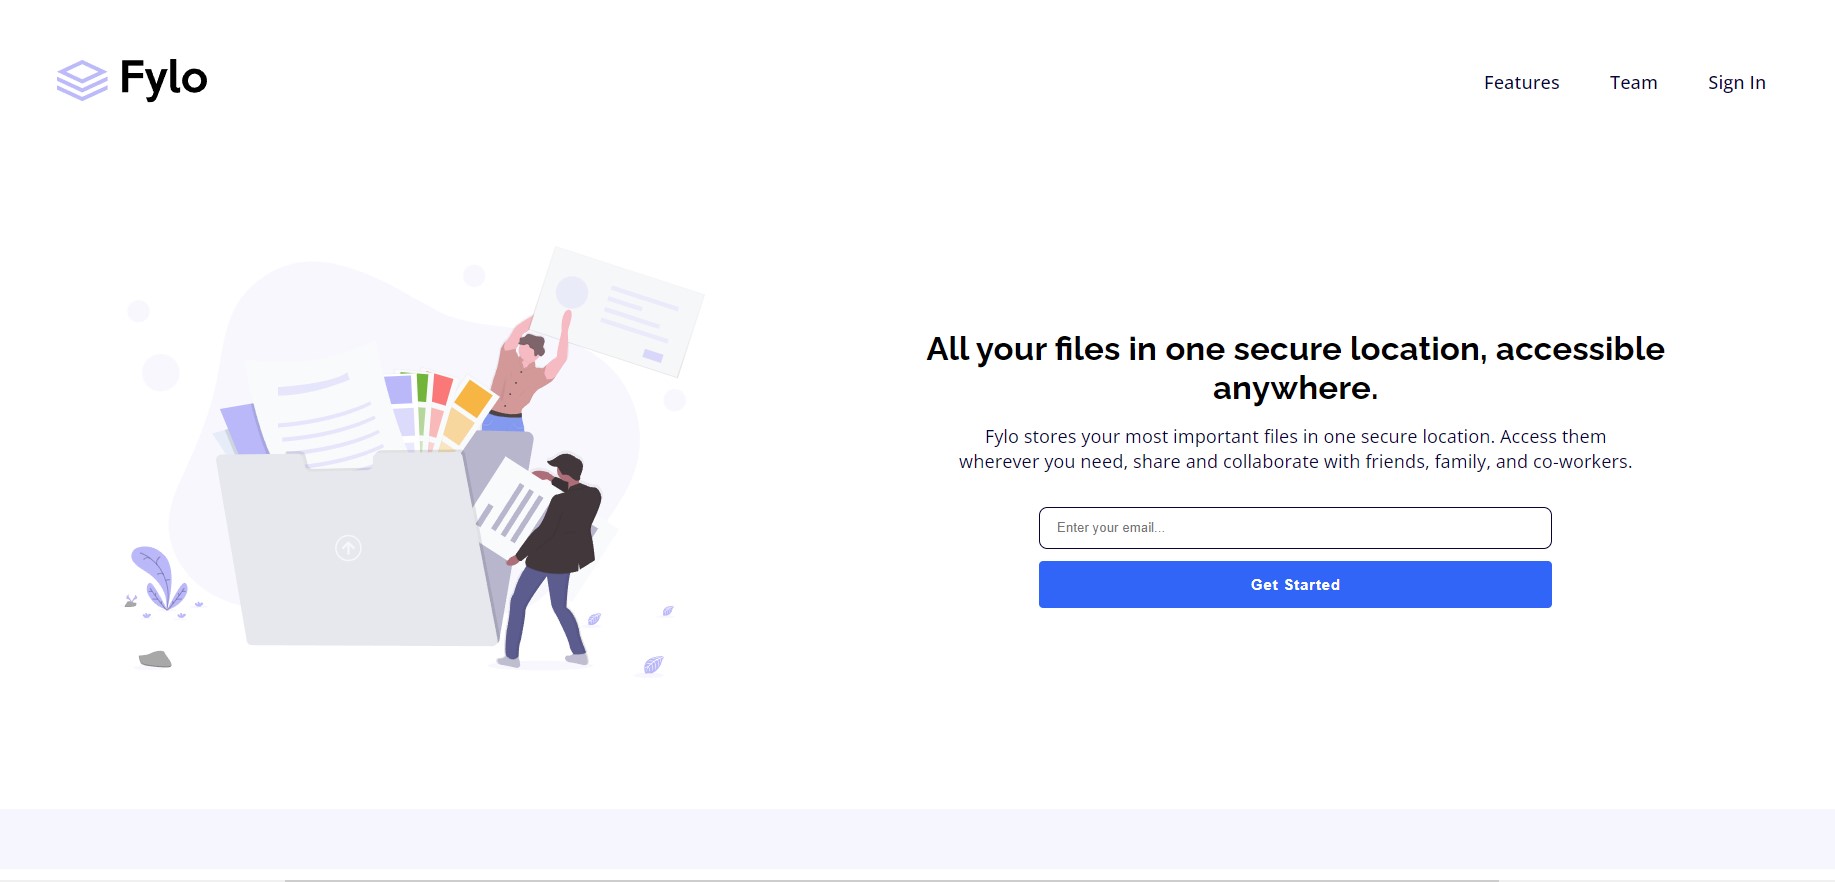 Fylo
Features
Team
Sign In
All your files in one secure location, accessible
anywhere.
Fylo stores your most important files in one secure location. Access them
wherever you need, share and collaborate with friends, family, and co-workers.
Enter your email...
Get Started